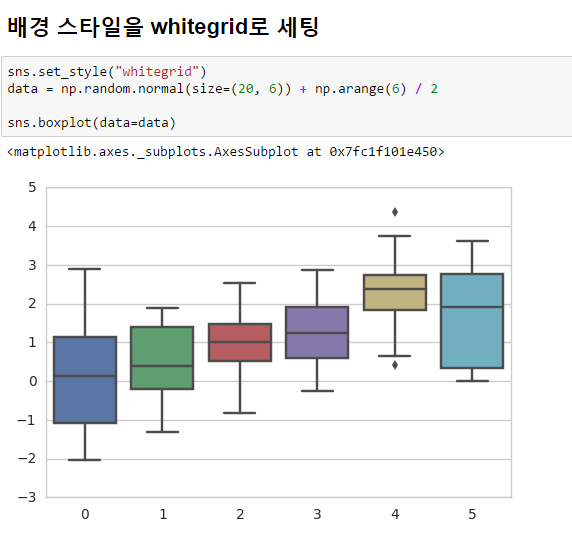 배경 스타일을 whitegrid로 세팅
sns.set_style("whitegrid")
data = np.random.normal(size=(20, 6)) + np.arange(6) / 2
sns.boxplot(data=data)
<matplotlib.axes._subplots.AxesSubplot at 0x7fc1f101e450>
5
4
3
2
1
0
−1
−2
−3
0 1 2 3 4 5